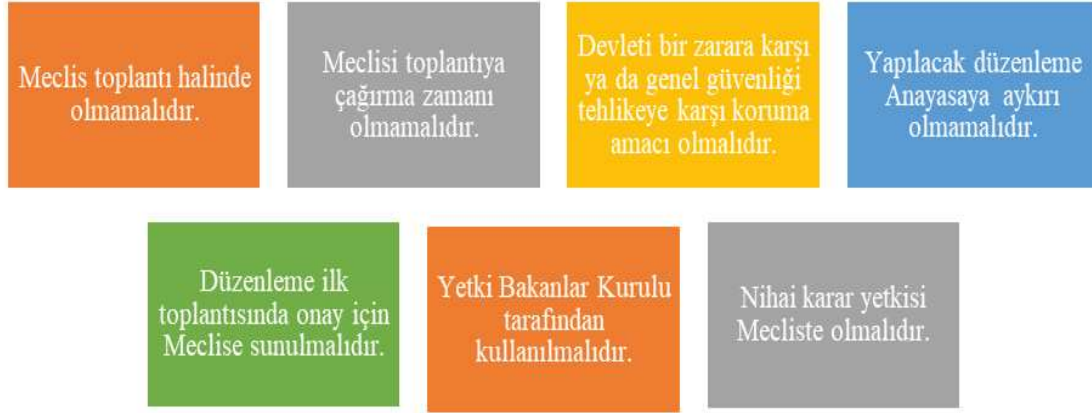 Meclis toplantı halinde
olmamalıdır.
Meclisi toplantıya
çağırma zamanı
olmamalıdır.
Devleti bir zarara karşı
ya da genel güvenliği
tehlikeye karşı koruma
amacı olmalıdır.
Yapılacak düzenleme
Anayasaya aykırı
olmamalıdır.
Düzenleme ilk
toplantısında onay için
Meclise sunulmalıdır.
Yetki Bakanlar Kurulu
tarafından
kullanılmalıdır.
Nihai karar yetkisi
Mecliste olmalıdır.